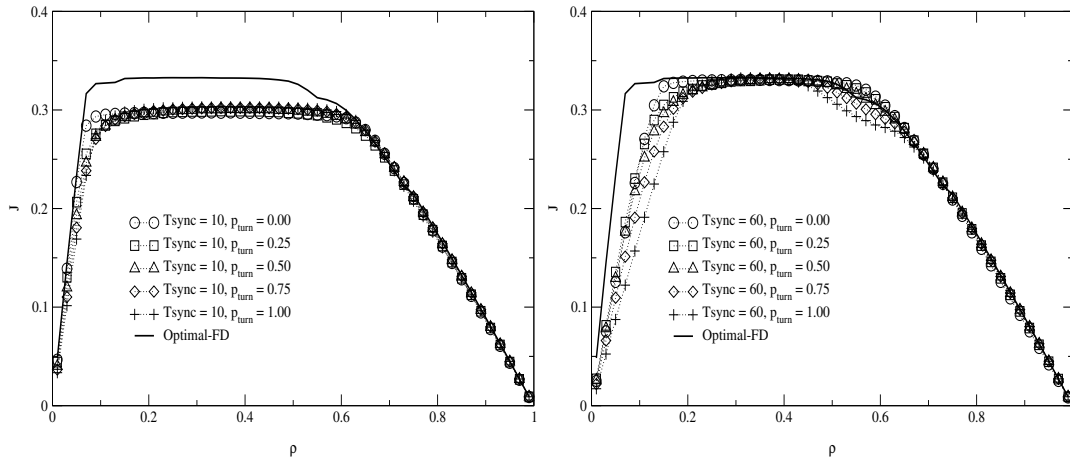 0.4
0.3
0.2
0.1
0
J
0
0.2
0.4
0.6
0.8
1
ρ
Tsync = 10, p_turn = 0.00
Tsync = 10, p_turn = 0.25
Tsync = 10, p_turn = 0.50
Tsync = 10, p_turn = 0.75
Tsync = 10, p_turn = 1.00
Optimal-FD
0.4
0.3
0.2
0.1
0
J
0
0.2
0.4
0.6
0.8
ρ
Tsync = 60, p_turn = 0.00
Tsync = 60, p_turn = 0.25
Tsync = 60, p_turn = 0.50
Tsync = 60, p_turn = 0.75
Tsync = 60, p_turn = 1.00
Optimal-FD